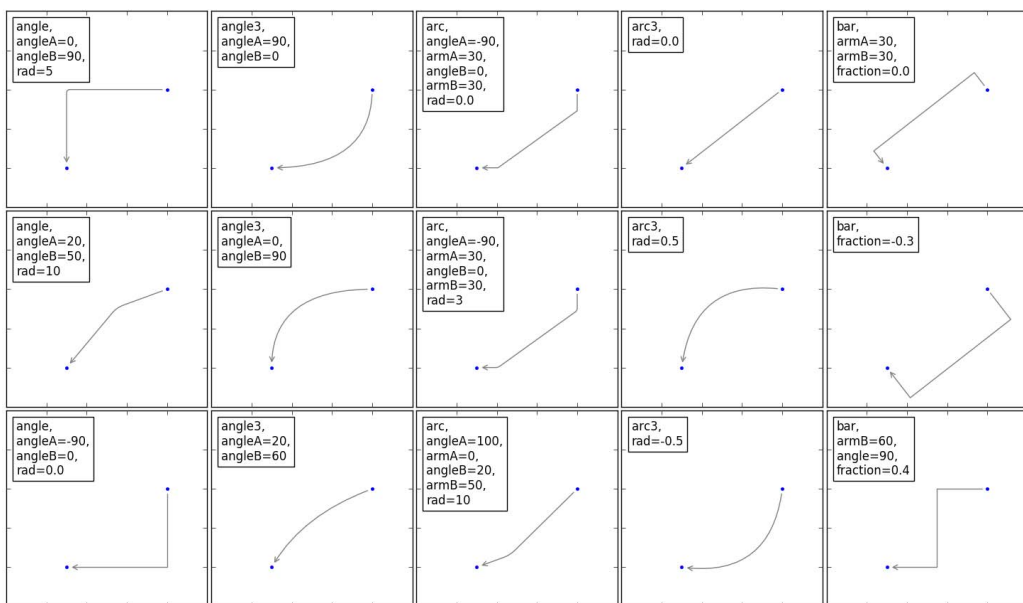 angle,
angleA=0,
angleB=90,
rad=5
angle3,
angleA=90,
angleB=0
arc,
angleA=-90,
armA=30,
angleB=0,
armB=30,
rad=0.0
arc3,
rad=0.0
bar,
armA=30,
armB=30,
fraction=0.0
angle,
angleA=20,
angleB=50,
rad=10
angle3,
angleA=0,
angleB=90
arc,
angleA=-90,
armA=30,
angleB=0,
armB=30,
rad=3
arc3,
rad=0.5
bar,
fraction=-0.3
angle,
angleA=-90,
angleB=0,
rad=0.0
angle3,
angleA=20,
angleB=60
arc,
angleA=100,
armA=0,
angleB=20,
armB=50,
rad=10
arc3,
rad=-0.5
bar,
armB=60,
angle=90,
fraction=0.4